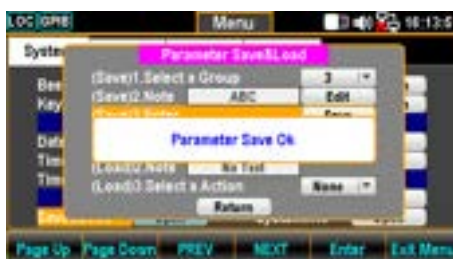 LOC GPIB Menu 16:13:5
System
Parameter Save&Load
(Save)1.Select a Group 3
(Save)2.Note ABC Edit
Parameter Save Ok
(Load)2.Note No Text
(Load)3.Select a Action None
Return
Page Up Page Down PREV NEXT Enter Exit Menu